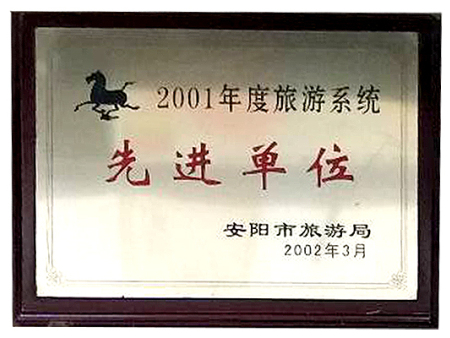 2001年度旅游系统
先进单位
安阳市旅游局
2002年3月